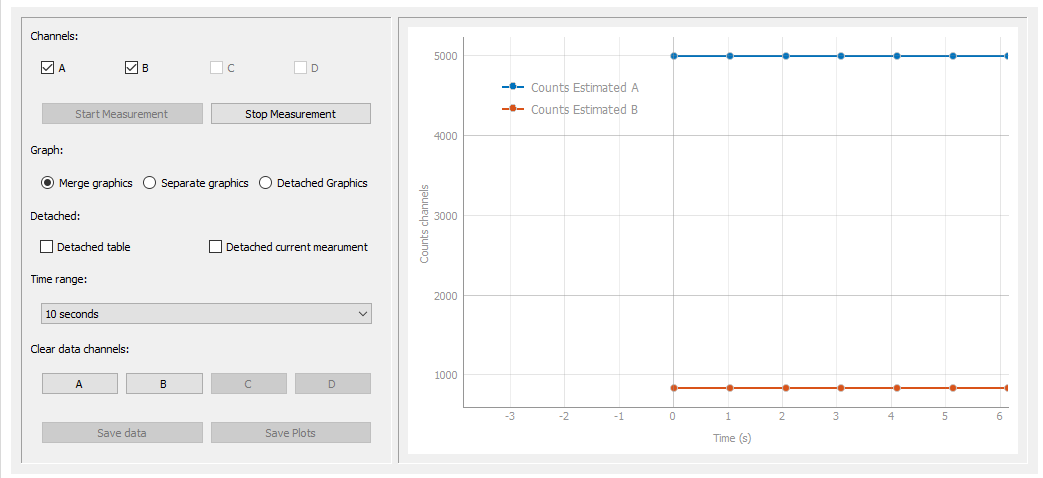 Channels:
A B C D
Start Measurement Stop Measurement
Graph:
Merge graphics Separate graphics Detached Graphics
Detached:
Detached table Detached current mearument
Time range:
10 seconds
Clear data channels:
A B C D
Save data Save Plots
5000
4000
3000
2000
1000
Counts channels
Counts Estimated A
Counts Estimated B
-3 -2 -1 0 1 2 3 4 5 6
Time (s)